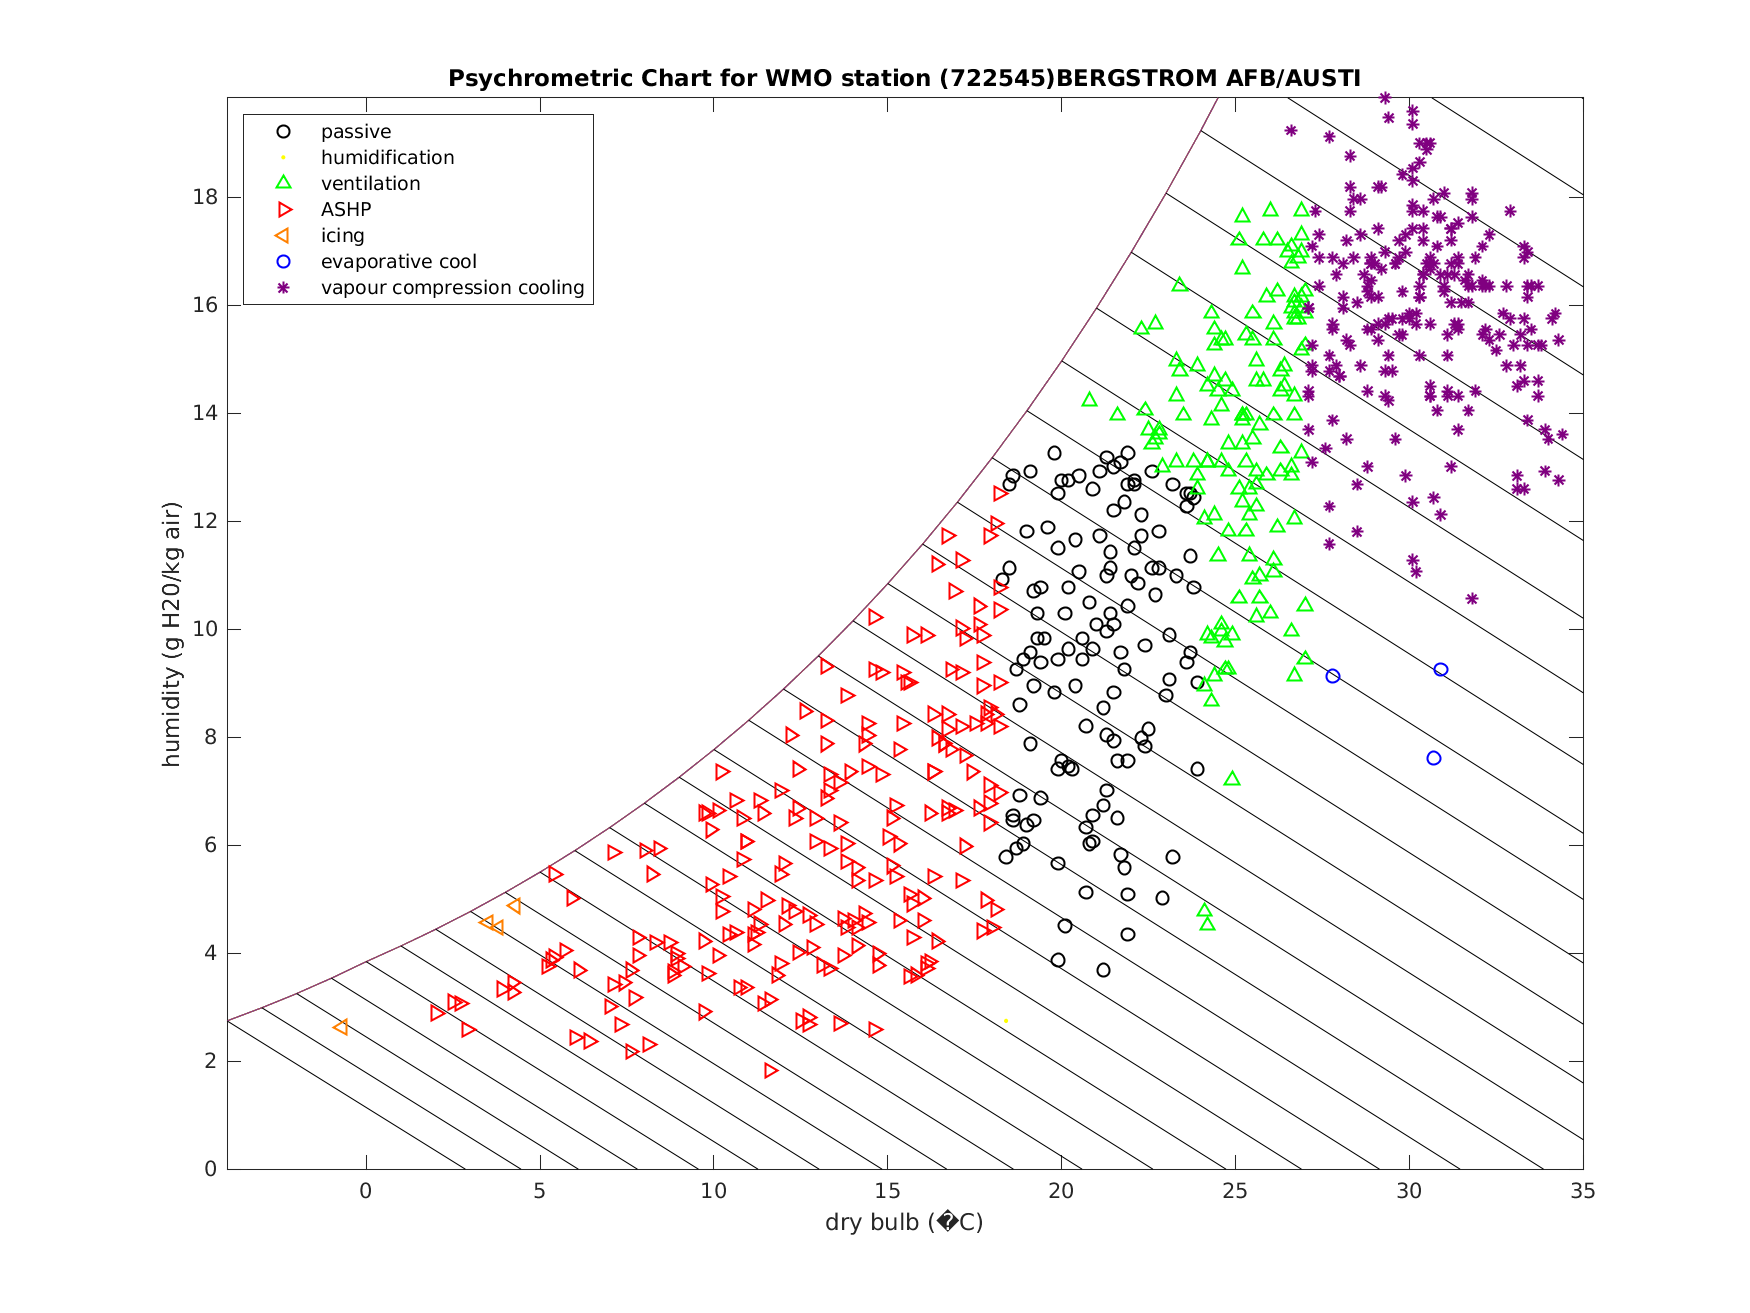 Psychrometric Chart for WMO station (722545)BERGSTROM AFB/AUSTI
passive
humidification
ventilation
ASHP
icing
evaporative cool
vapour compression cooling
humidity (g H20/kg air)
18
16
14
12
10
8
6
4
2
0
0 5 10 15 20 25 30 35
dry bulb (�C)